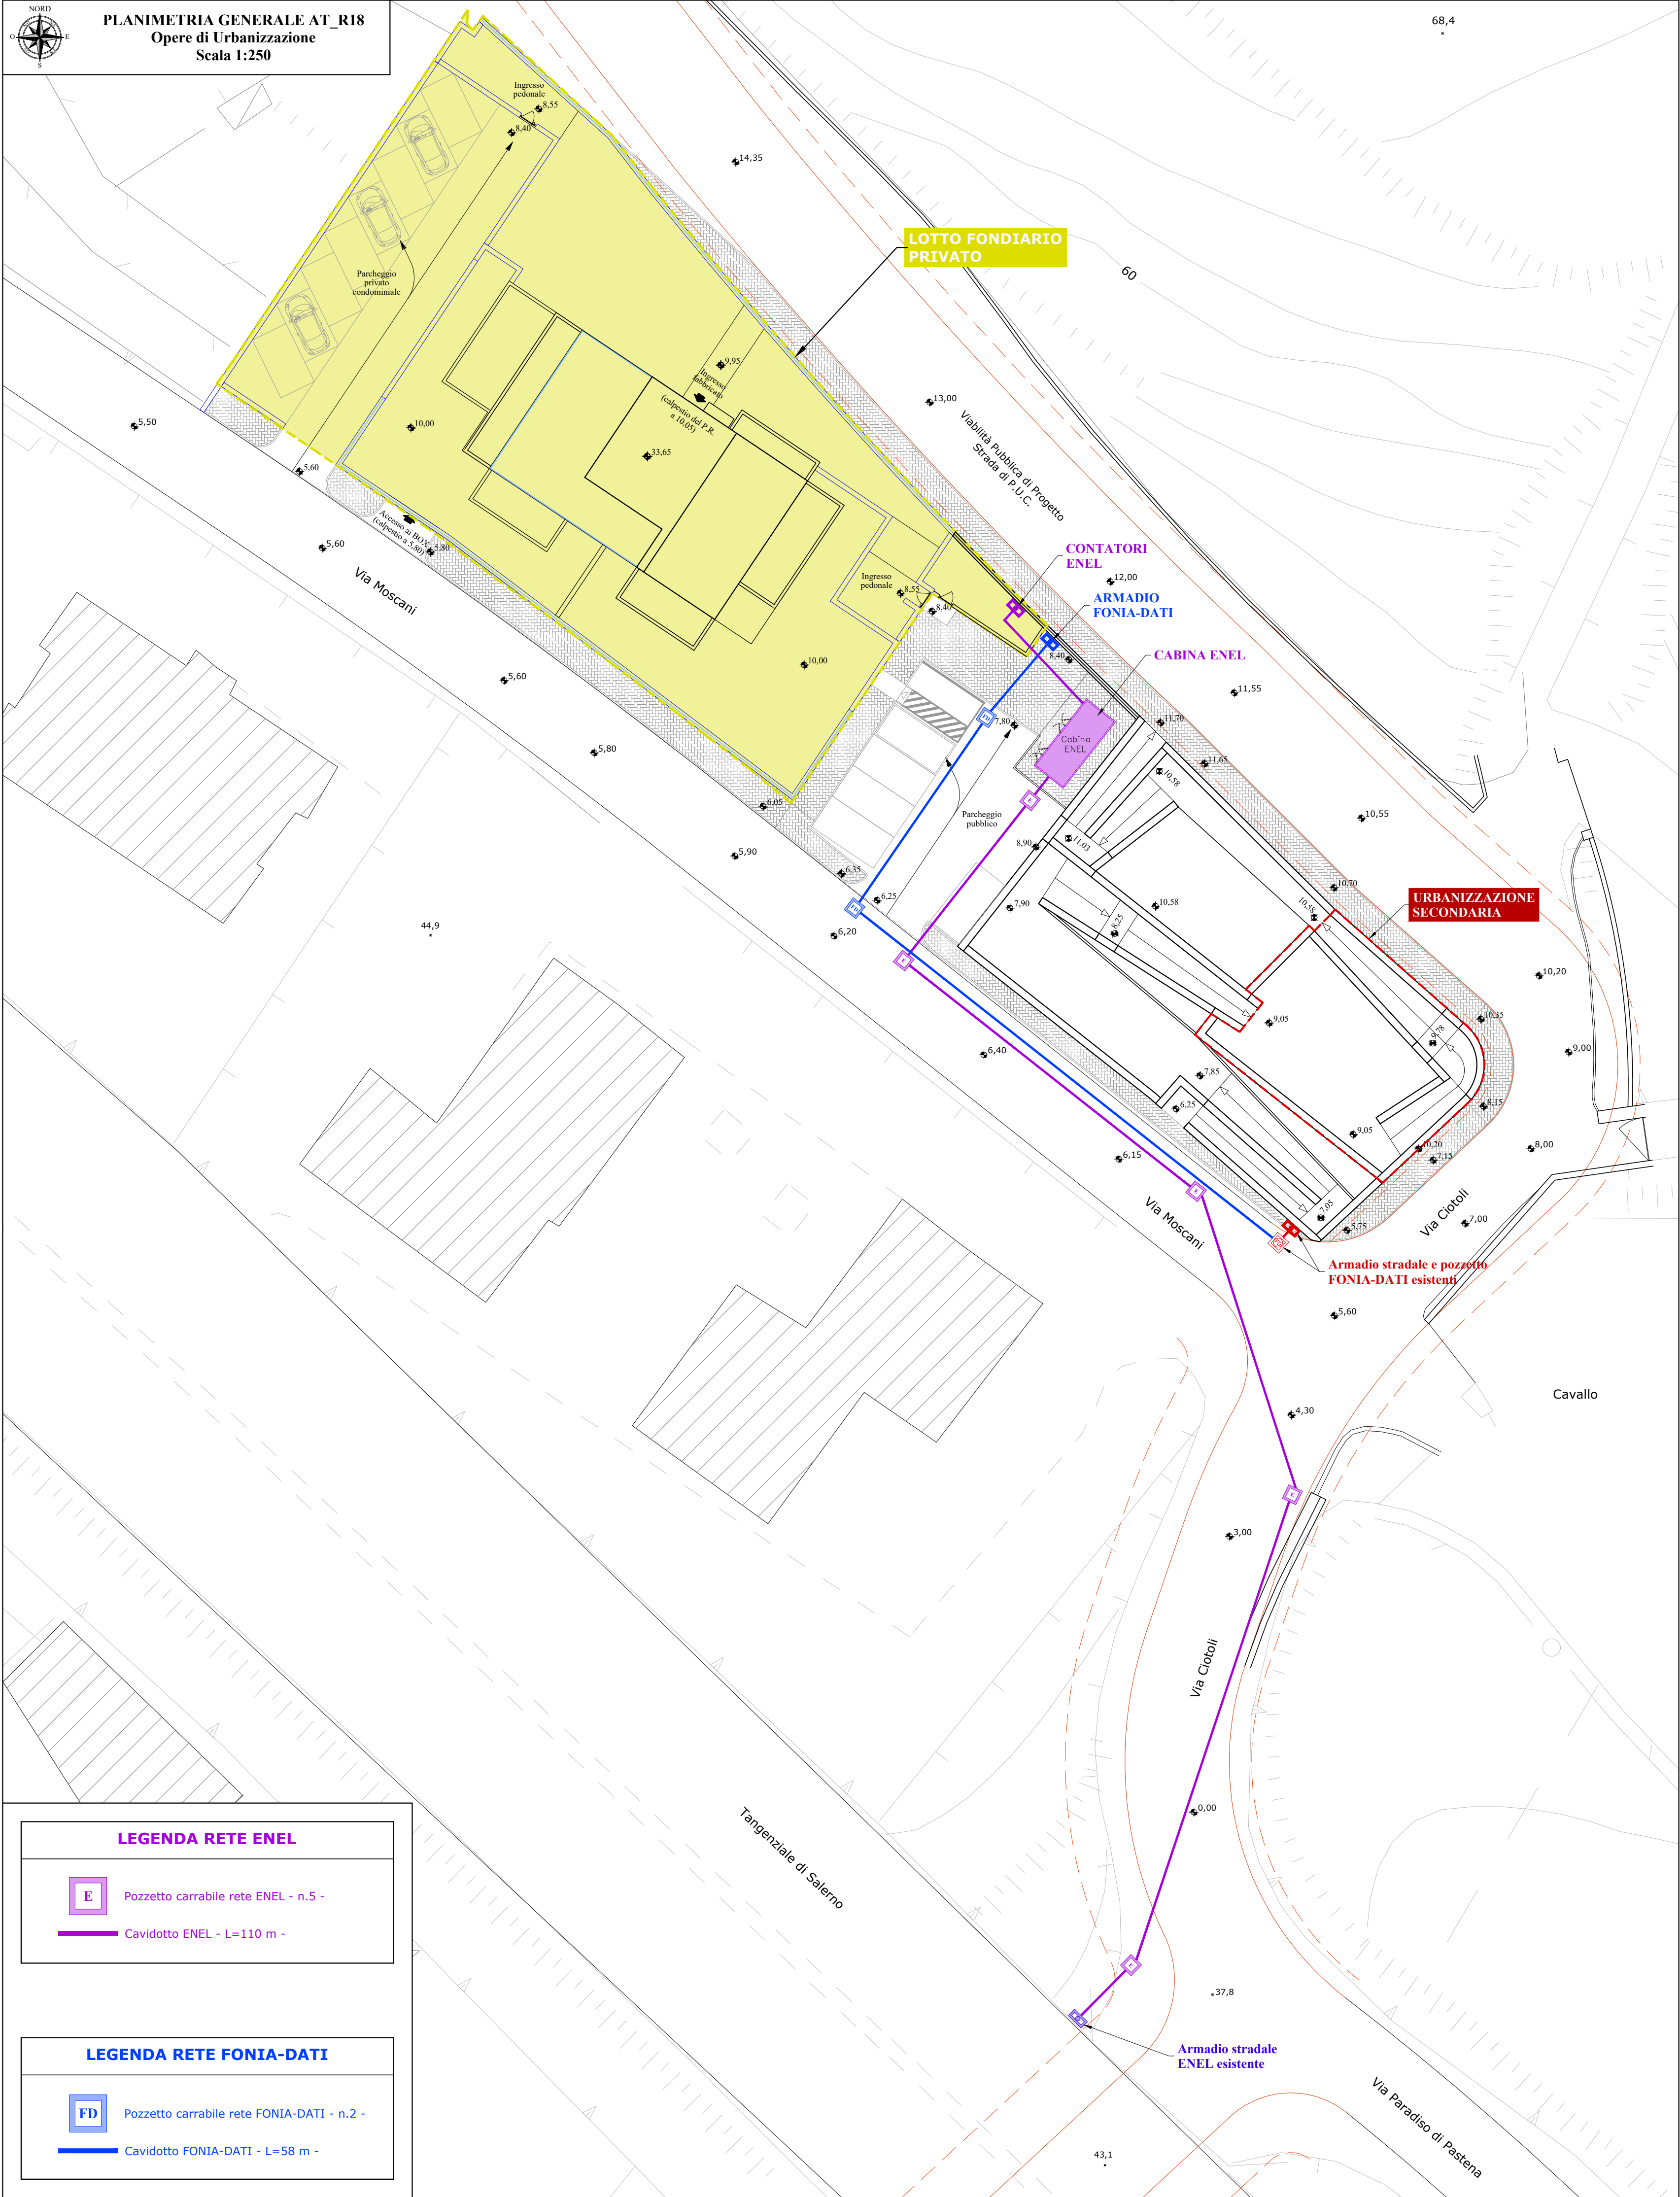 NORD
O
E
S
PLANIMETRIA GENERALE AT_R18
Opere di Urbanizzazione
Scala 1:250
68,4
Ingresso
pedonale
8,55
8,40
14,35
LOTTO FONDIARIO
PRIVATO
60
Parcheggio
privato
condominiale
9,95
Ingresso
fabbricato
(calpestio del P.R.
a 10,05)
13,00
Viabilità Pubblica di Progetto
Strada di P.U.C.
5,50
10,00
33,65
5,60
Accesso ai BOX
(calpestio a 5,80)
5,80
5,60
Via Moscani
CONTATORI
ENEL
12,00
Ingresso
pedonale
8,55
8,40
ARMADIO
FONIA-DATI
8,40
CABINA ENEL
10,00
5,60
11,55
FD
7,80
11,70
Cabina
ENEL
5,80
11,65
10,58
E
6,05
Parcheggio
pubblico
10,55
8,90
11,03
5,90
6,35
10,70
6,25
FD
7,90
10,58
10,58
URBANIZZAZIONE
SECONDARIA
44,9
6,20
8,25
E
10,20
9,05
10,35
9,78
6,40
9,00
7,85
6,25
8,15
9,05
10,20
7,15
8,00
6,15
E
Via Moscani
7,05
5,75
Via Ciotoli
7,00
FD
Armadio stradale e pozzetto
FONIA-DATI esistenti
5,60
Cavallo
4,30
E
3,00
Via Ciotoli
0,00
Tangenziale di Salerno
E
37,8
Armadio stradale
ENEL esistente
Via Paradiso di Pastena
43,1
LEGENDA RETE ENEL
E
Pozzetto carrabile rete ENEL - n.5 -
Cavidotto ENEL - L=110 m -
LEGENDA RETE FONIA-DATI
FD
Pozzetto carrabile rete FONIA-DATI - n.2 -
Cavidotto FONIA-DATI - L=58 m -